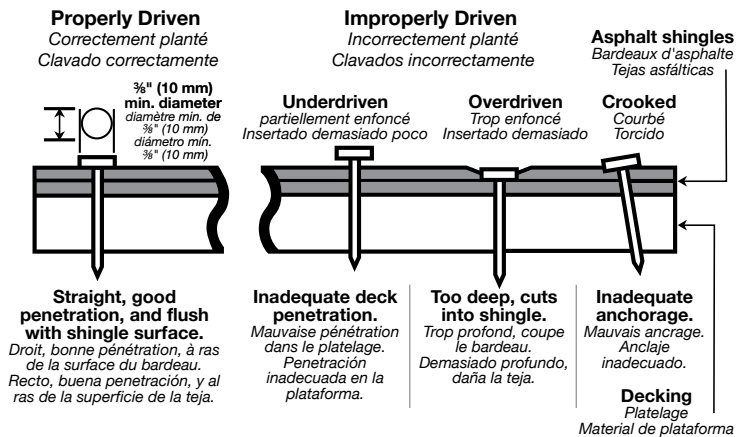 Properly Driven
Correctement planté
Clavado correctamente
⅜" (10 mm)
min. diameter
diamètre min. de
⅜" (10 mm)
diámetro mín.
⅜" (10 mm)
Straight, good
penetration, and flush
with shingle surface.
Droit, bonne pénétration, à ras
de la surface du bardeau.
Recto, buena penetración, y al
ras de la superficie de la teja.
Improperly Driven
Incorrectement planté
Clavados incorrectamente
Underdriven
partiellement enfoncé
Insertado demasiado poco
Overdriven
Trop enfoncé
Insertado demasiado
Crooked
Courbé
Torcido
Asphalt shingles
Bardeaux d'asphalte
Tejas asfálticas
Inadequate deck
penetration.
Mauvaise pénétration
dans le platelage.
Penetración
inadecuada en la
plataforma.
Too deep, cuts
into shingle.
Trop profond, coupe
le bardeau.
Demasiado profundo,
daña la teja.
Inadequate
anchorage.
Mauvais ancrage.
Anclaje
inadecuado.
Decking
Platelage
Material de plataforma